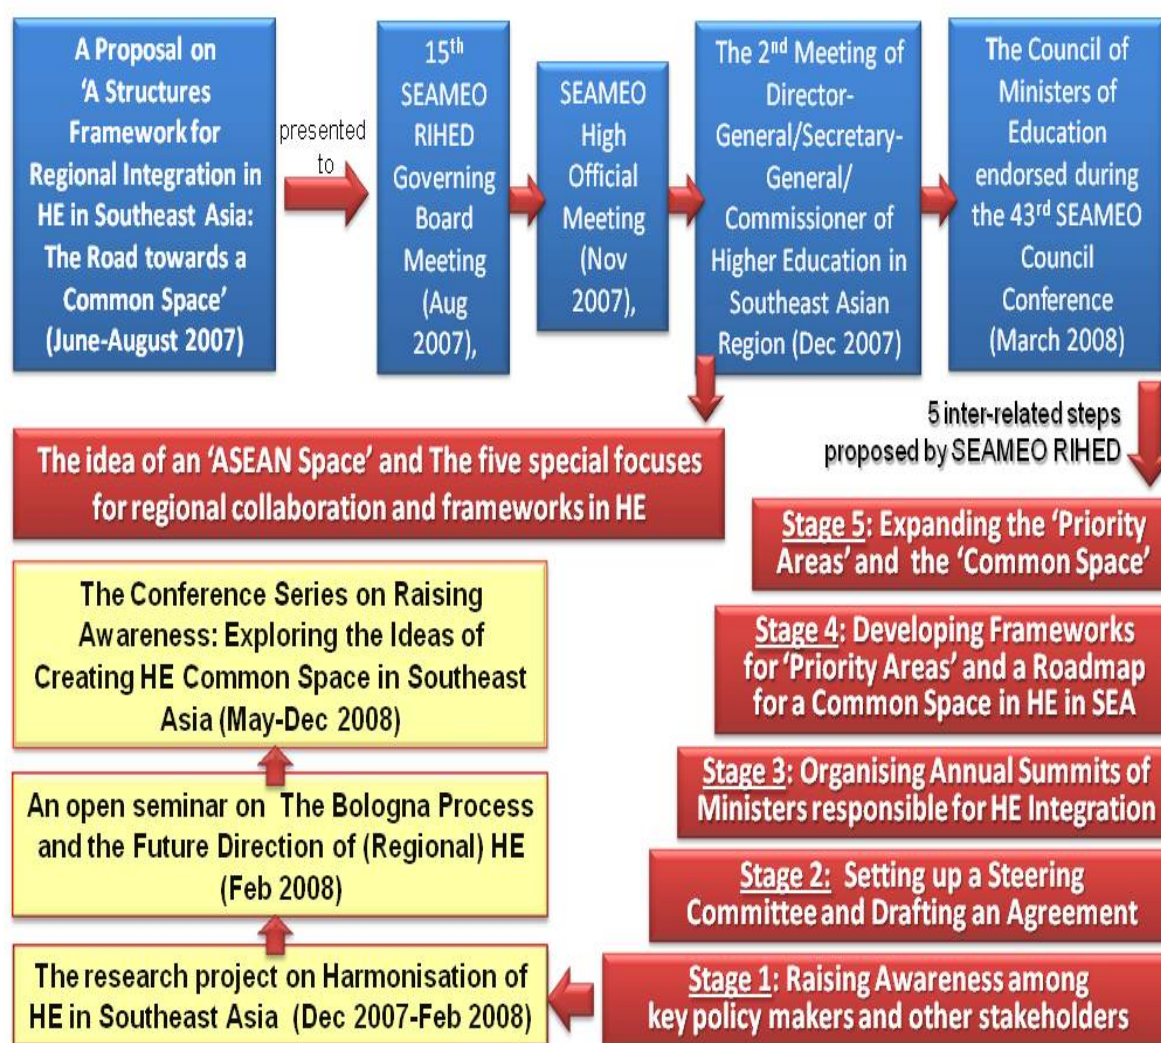 A Proposal on
'A Structures
Framework for
Regional Integration in
HE in Southeast Asia:
The Road towards a
Common Space'
(June-August 2007)
presented
to
15th
SEAMEO
RIHED
Governing
Board
Meeting
(Aug
2007),
SEAMEO
High
Official
Meeting
(Nov
2007),
The 2nd Meeting of
Director-
General/Secretary-
General/
Commissioner of
Higher Education in
Southeast Asian
Region (Dec 2007)
The Council of
Ministers of
Education
endorsed during
the 43rd SEAMEO
Council
Conference
(March 2008)
The idea of an 'ASEAN Space' and The five special focuses
for regional collaboration and frameworks in HE
5 inter-related steps
proposed by SEAMEO RIHED
Stage 5: Expanding the 'Priority
Areas' and the 'Common Space'
Stage 4: Developing Frameworks
for 'Priority Areas' and a Roadmap
for a Common Space in HE in SEA
Stage 3: Organising Annual Summits of
Ministers responsible for HE Integration
Stage 2: Setting up a Steering
Committee and Drafting an Agreement
Stage 1: Raising Awareness among
key policy makers and other stakeholders
The Conference Series on Raising
Awareness: Exploring the Ideas of
Creating HE Common Space in Southeast
Asia (May-Dec 2008)
An open seminar on The Bologna Process
and the Future Direction of (Regional) HE
(Feb 2008)
The research project on Harmonisation of
HE in Southeast Asia (Dec 2007-Feb 2008)